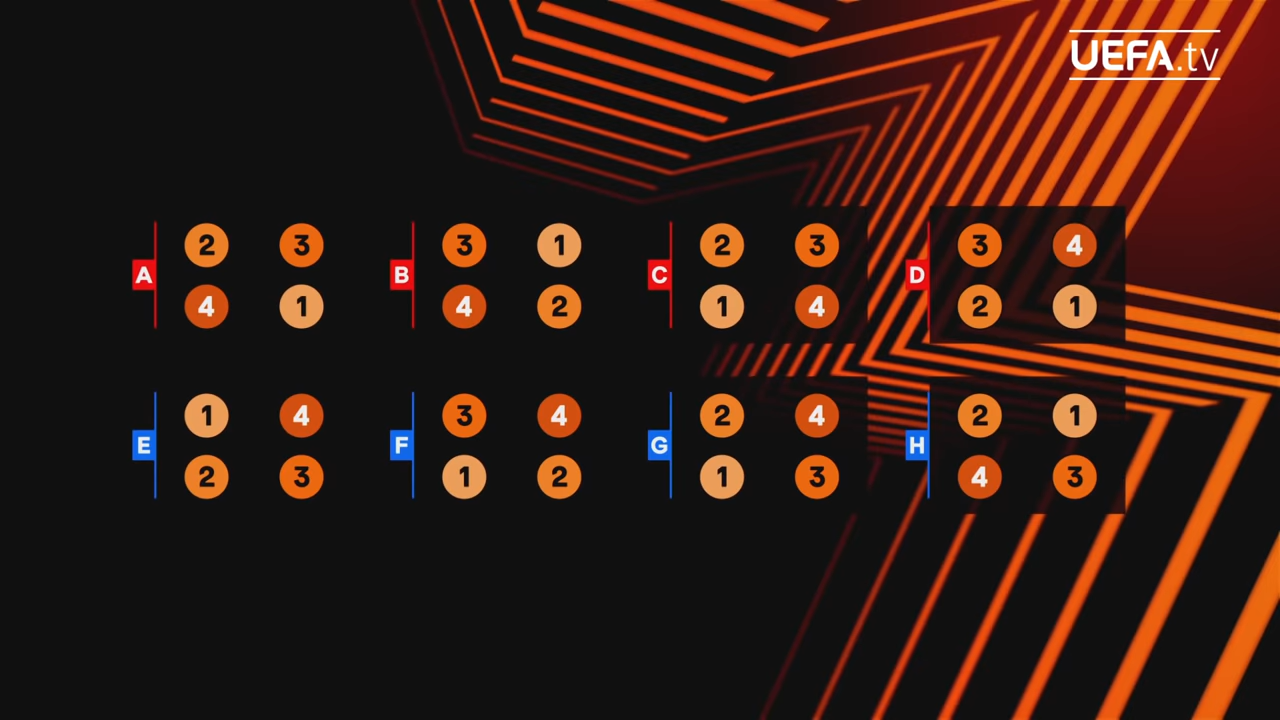 UEFA.tv
2 3 3 1 2 3 3 4
A B C D
4 1 4 2 1 4 2 1
1 4 3 4 2 4 2 1
E F G H
2 3 1 2 1 3 4 3